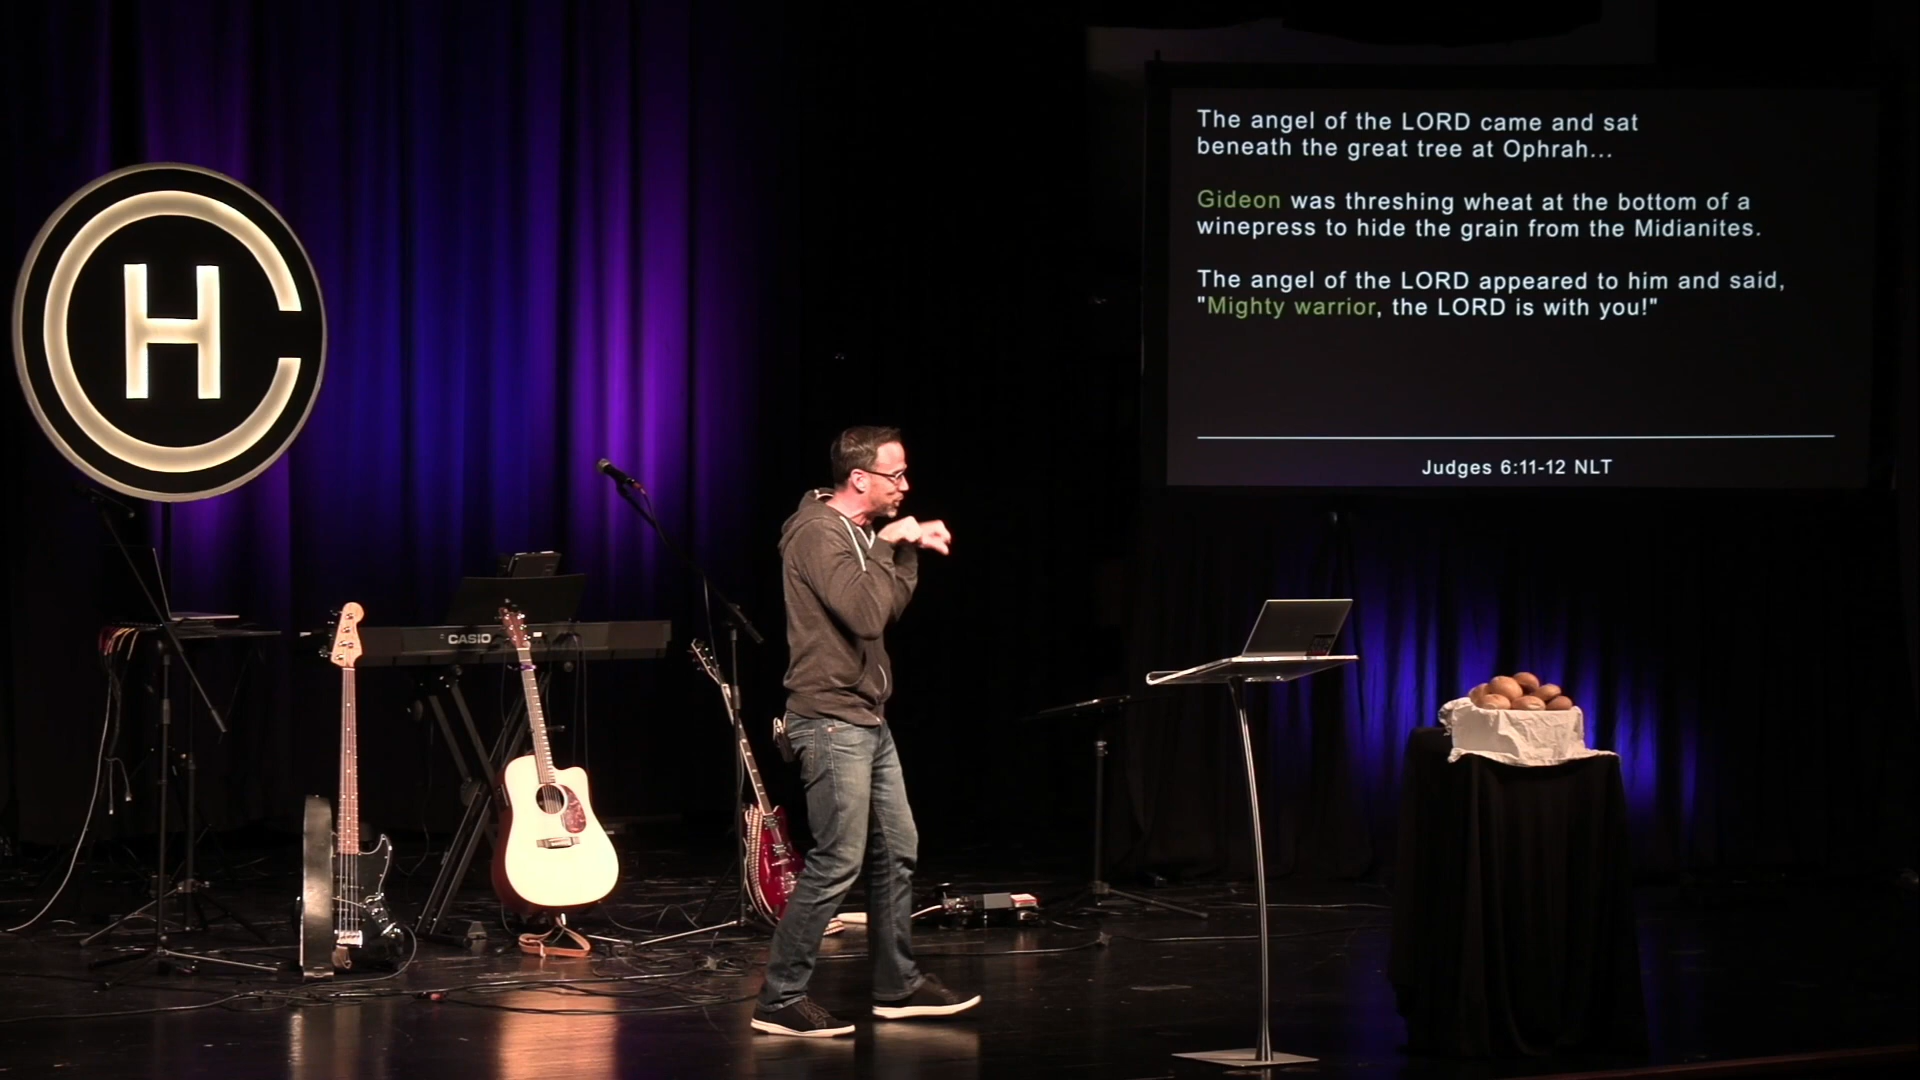 CH
CASIO
The angel of the LORD came and sat
beneath the great tree at Ophrah...
Gideon was threshing wheat at the bottom of a
winepress to hide the grain from the Midianites.
The angel of the LORD appeared to him and said,
"Mighty warrior, the LORD is with you!"
Judges 6:11-12 NLT